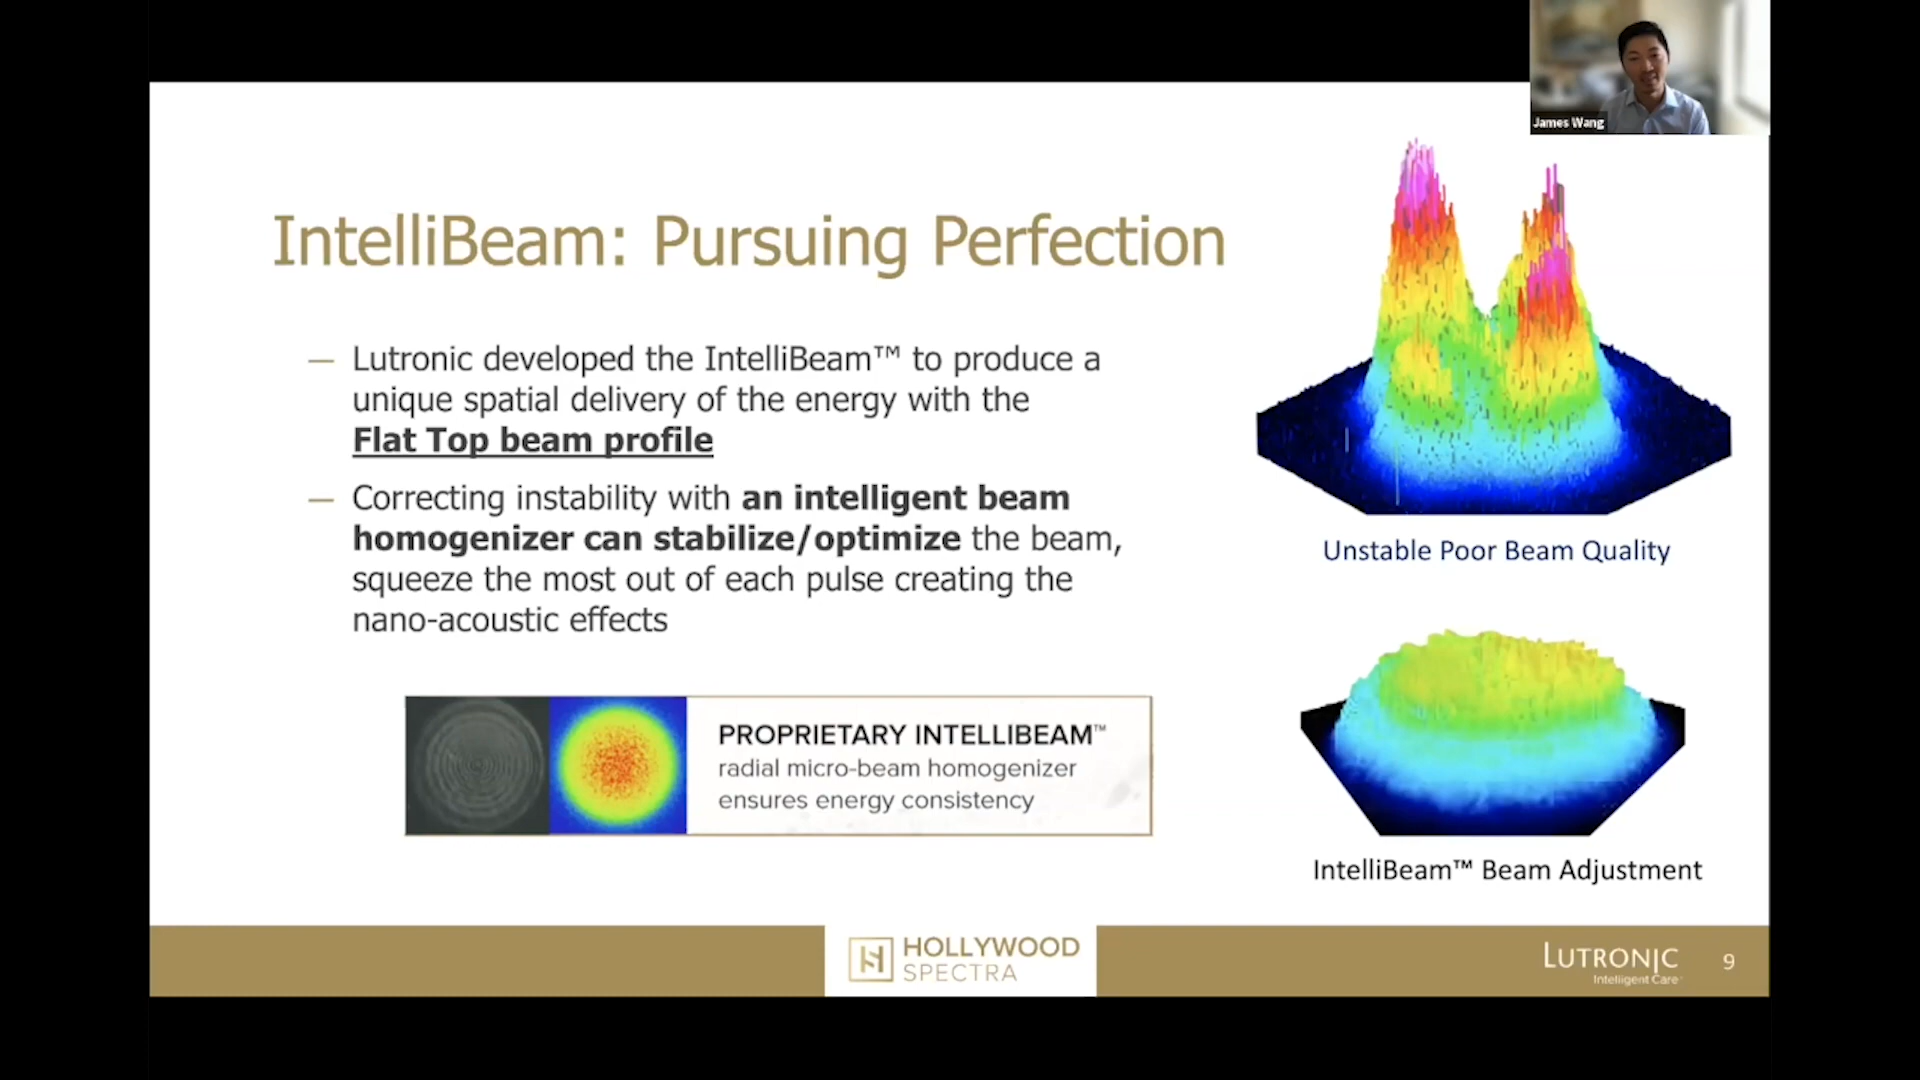 James Wang
IntelliBeam: Pursuing Perfection
— Lutronic developed the IntelliBeam™ to produce a
unique spatial delivery of the energy with the
Flat Top beam profile
— Correcting instability with an intelligent beam
homogenizer can stabilize/optimize the beam,
squeeze the most out of each pulse creating the
nano-acoustic effects
PROPRIETARY INTELLIBEAM™
radial micro-beam homogenizer
ensures energy consistency
Unstable Poor Beam Quality
IntelliBeam™ Beam Adjustment
HOLLYWOOD
SPECTRA
LUTRONIC
Intelligent Care
9